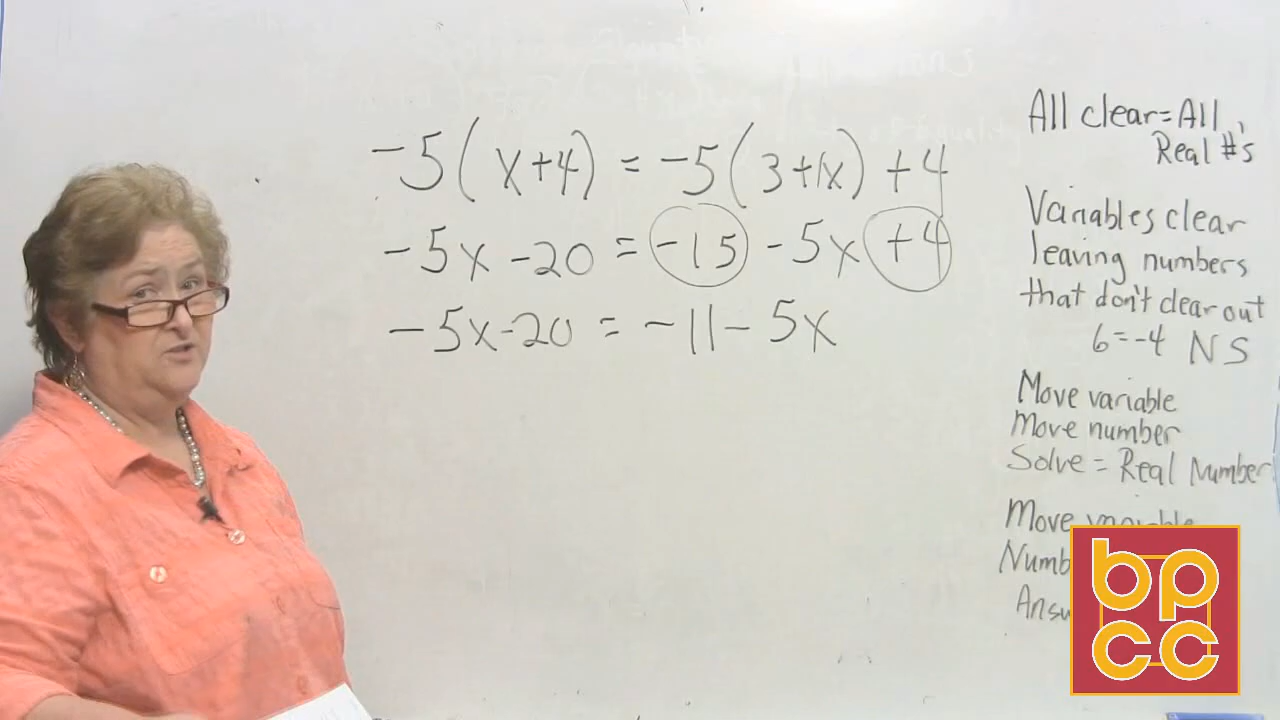 -5(x+4) = -5(3+1x) +4
-5x -20 = -15 -5x +4
-5x-20 = -11- 5x
All clear=All
Real #'s
Variables clear
leaving numbers
that don't clear out
6=-4 NS
Move variable
Move number
Solve = Real Number
Move variable
bp
cc